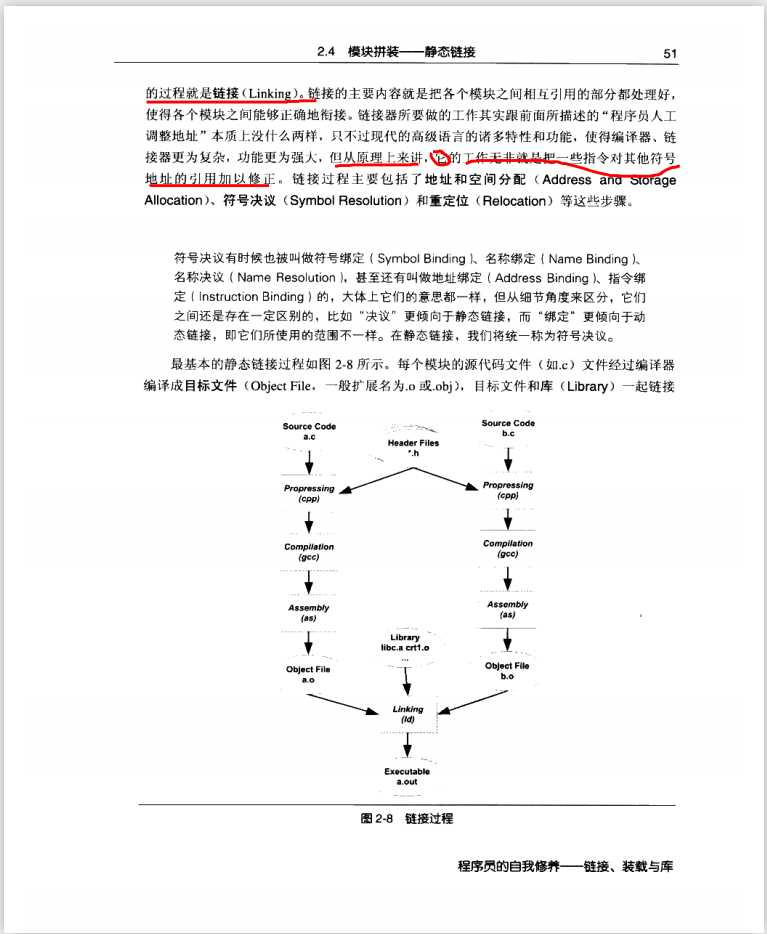 2.4 模块拼装——静态链接 51
的过程就是链接(Linking)。链接的主要内容就是把各个模块之间相互引用的部分都处理好,
使得各个模块之间能够正确地衔接。链接器所要做的工作其实跟前面所描述的“程序员人工
调整地址”本质上没什么两样,只不过现代的高级语言的诸多特性和功能,使得编译器、链
接器更为复杂,功能更为强大,但从原理上来讲,它的工作无非就是把一些指令对其他符号
地址的引用加以修正。链接过程主要包括了地址和空间分配(Address and Storage
Allocation)、符号决议(Symbol Resolution)和重定位(Relocation)等这些步骤。
符号决议有时候也被叫做符号绑定(Symbol Binding)、名称绑定(Name Binding)、
名称决议(Name Resolution),甚至还有叫做地址绑定(Address Binding)、指令绑
定(Instruction Binding)的,大体上它们的意思都一样,但从细节角度来区分,它们
之间还是存在一定区别的,比如“决议”更倾向于静态链接,而“绑定”更倾向于动
态链接,即它们所使用的范围不一样。在静态链接,我们将统一称为符号决议。
最基本的静态链接过程如图 2-8 所示。每个模块的源代码文件(如.c)文件经过编译器
编译成目标文件(Object File,一般扩展名为.o 或.obj),目标文件和库(Library)一起链接
Source Code
a.c
Header Files
*.h
Source Code
b.c
Propressing
(cpp)
Propressing
(cpp)
Compilation
(gcc)
Compilation
(gcc)
Assembly
(as)
Assembly
(as)
Library
libc.a crt1.o
...
Object File
a.o
Object File
b.o
Linking
(ld)
Executable
a.out
图 2-8 链接过程
程序员的自我修养——链接、装载与库